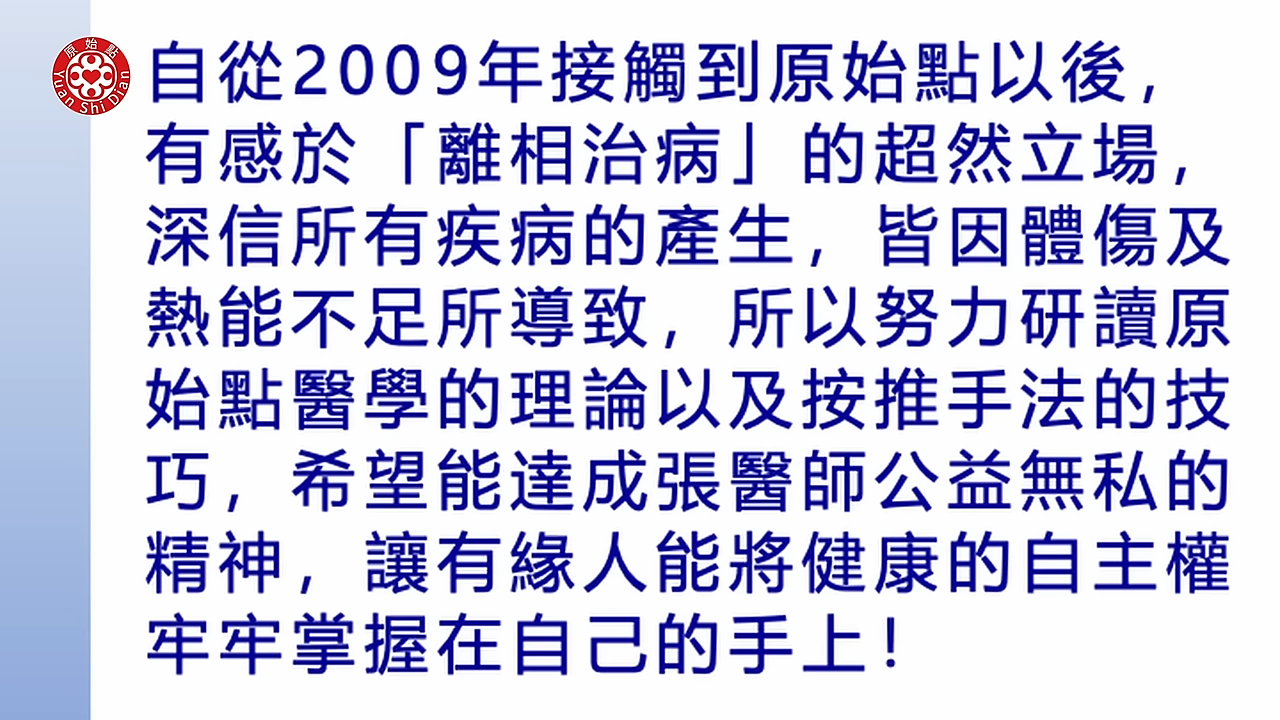 原始點
Yuan Shi Dian
自從2009年接觸到原始點以後，
有感於「離相治病」的超然立場，
深信所有疾病的產生，皆因體傷及
熱能不足所導致，所以努力研讀原
始點醫學的理論以及按推手法的技
巧，希望能達成張醫師公益無私的
精神，讓有緣人能將健康的自主權
牢牢掌握在自己的手上！